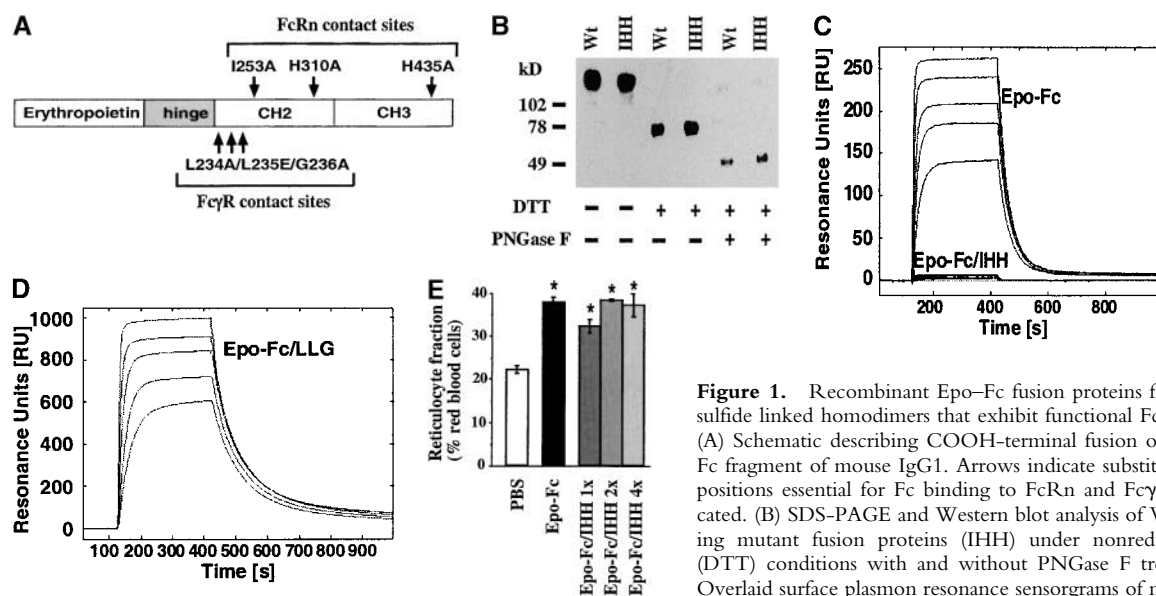 A
FcRn contact sites
I253A H310A H435A
Erythropoietin hinge CH2 CH3
L234A/L235E/G236A
FcγR contact sites
B
Wt IHH Wt IHH Wt IHH
kD
102
78
49
DTT – – + + + +
PNGase F – – – – + +
C
Resonance Units [RU]
250
200
150
100
50
0
Epo-Fc
Epo-Fc/IHH
200 400 600 800
Time [s]
D
Resonance Units [RU]
1000
800
600
400
200
0
Epo-Fc/LLG
100 200 300 400 500 600 700 800 900
Time [s]
E
Reticulocyte fraction
(% red blood cells)
40
20
0
* * * *
PBS
Epo-Fc
Epo-Fc/IHH 1x
Epo-Fc/IHH 2x
Epo-Fc/IHH 4x
Figure 1. Recombinant Epo–Fc fusion proteins f
sulfide linked homodimers that exhibit functional Fc
(A) Schematic describing COOH-terminal fusion o
Fc fragment of mouse IgG1. Arrows indicate substit
positions essential for Fc binding to FcRn and Fcγ
cated. (B) SDS-PAGE and Western blot analysis of
ing mutant fusion proteins (IHH) under nonred
(DTT) conditions with and without PNGase F tr
Overlaid surface plasmon resonance sensorgrams of